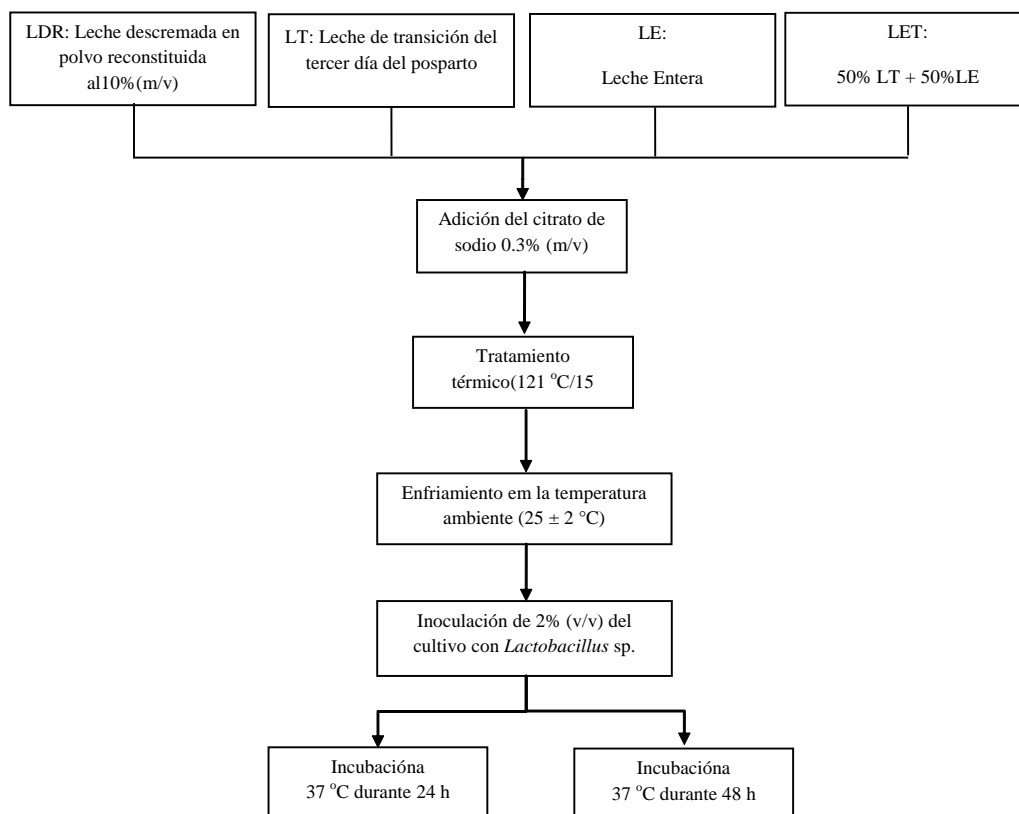 LDR: Leche descremada en
polvo reconstituida
al10%(m/v)
LT: Leche de transición del
tercer día del posparto
LE:
Leche Entera
LET:
50% LT + 50%LE
Adición del citrato de
sodio 0.3% (m/v)
Tratamiento
térmico(121 °C/15
Enfriamiento em la temperatura
ambiente (25 ± 2 °C)
Inoculación de 2% (v/v) del
cultivo con Lactobacillus sp.
Incubacióna
37 °C durante 24 h
Incubacióna
37 °C durante 48 h